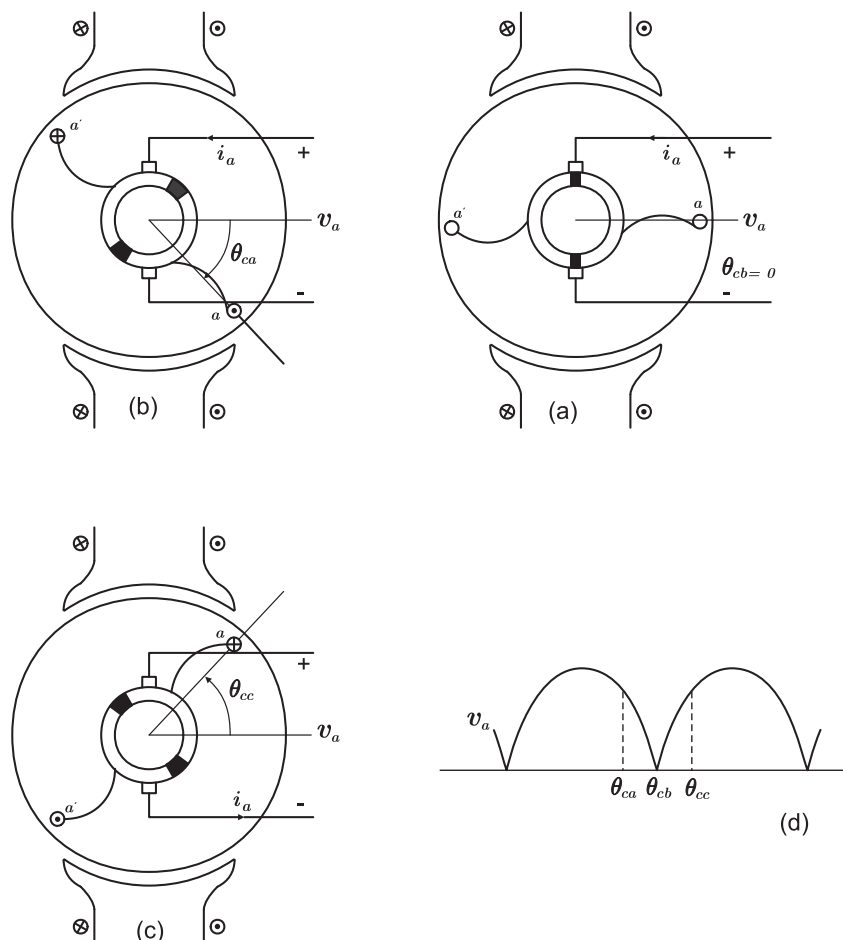 a′
i_a
+
v_a
θ_ca
-
a
(b)
i_a
+
a′
a
v_a
θ_cb= 0
-
(a)
a
+
θ_cc
v_a
a′
i_a
-
(c)
v_a
θ_ca θ_cb θ_cc
(d)